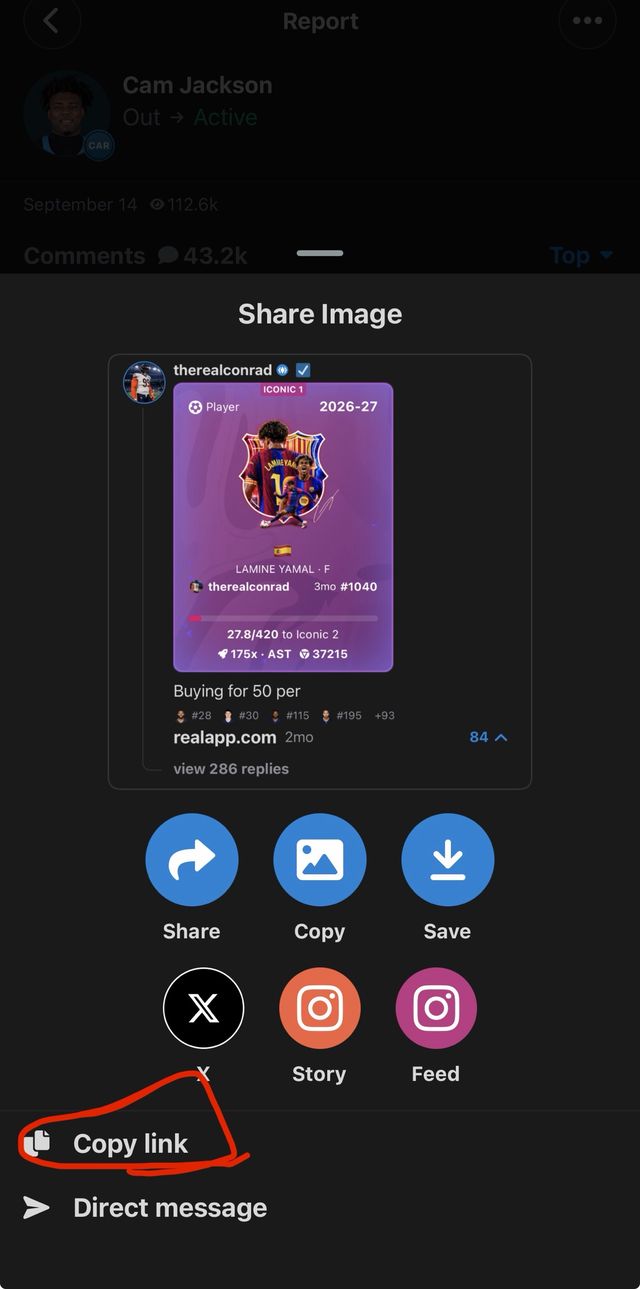 Report
Cam Jackson
Out → Active
CAR
September 14 112.6k
Comments 43.2k Top
Share Image
therealconrad
ICONIC 1
Player 2026-27
LAMINE YAMAL
LAMINE YAMAL · F
therealconrad 3mo #1040
27.8/420 to Iconic 2
175x · AST 37215
Buying for 50 per
#28 #30 #115 #195 +93
realapp.com 2mo 84
view 286 replies
Share Copy Save
X Story Feed
Copy link
Direct message